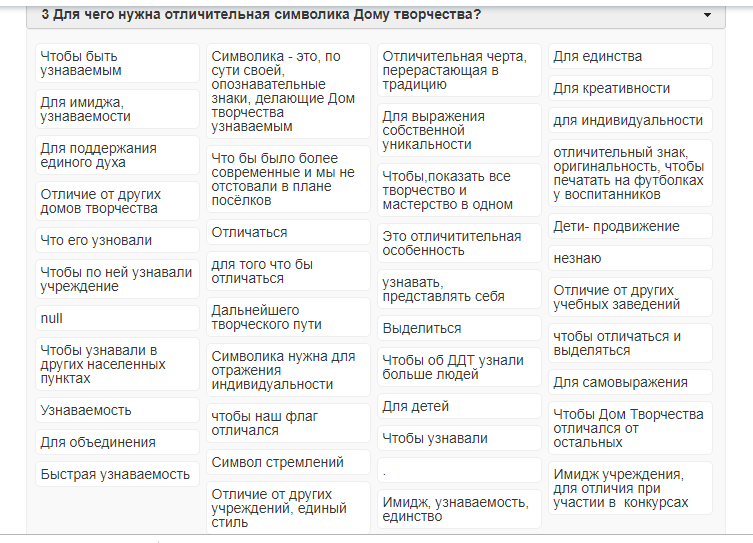 3 Для чего нужна отличительная символика Дому творчества?
Чтобы быть
узнаваемым
Для имиджа,
узнаваемости
Для поддержания
единого духа
Отличие от других
домов творчества
Что его узновали
Чтобы по ней узнавали
учреждение
null
Чтобы узнавали в
других населенных
пунктах
Узнаваемость
Для объединения
Быстрая узнаваемость
Символика - это, по
сути своей,
опознавательные
знаки, делающие Дом
творчества
узнаваемым
Что бы было более
современные и мы не
отстовали в плане
посёлков
Отличаться
для того что бы
отличаться
Дальнейшего
творческого пути
Символика нужна для
отражения
индивидуальности
чтобы наш флаг
отличался
Символ стремлений
Отличие от других
учреждений, единый
стиль
Отличительная черта,
перерастающая в
традицию
Для выражения
собственной
уникальности
Чтобы,показать все
творчество и
мастерство в одном
Это отличитительная
особенность
узнавать,
представлять себя
Выделиться
Чтобы об ДДТ узнали
больше людей
Для детей
Чтобы узнавали
.
Имидж, узнаваемость,
единство
Для единства
Для креативности
для индивидуальности
отличительный знак,
оригинальность, чтобы
печатать на футболках
у воспитанников
Дети- продвижение
незнаю
Отличие от других
учебных заведений
чтобы отличаться и
выделяться
Для самовыражения
Чтобы Дом Творчества
отличался от
остальных
Имидж учреждения,
для отличия при
участии в конкурсах